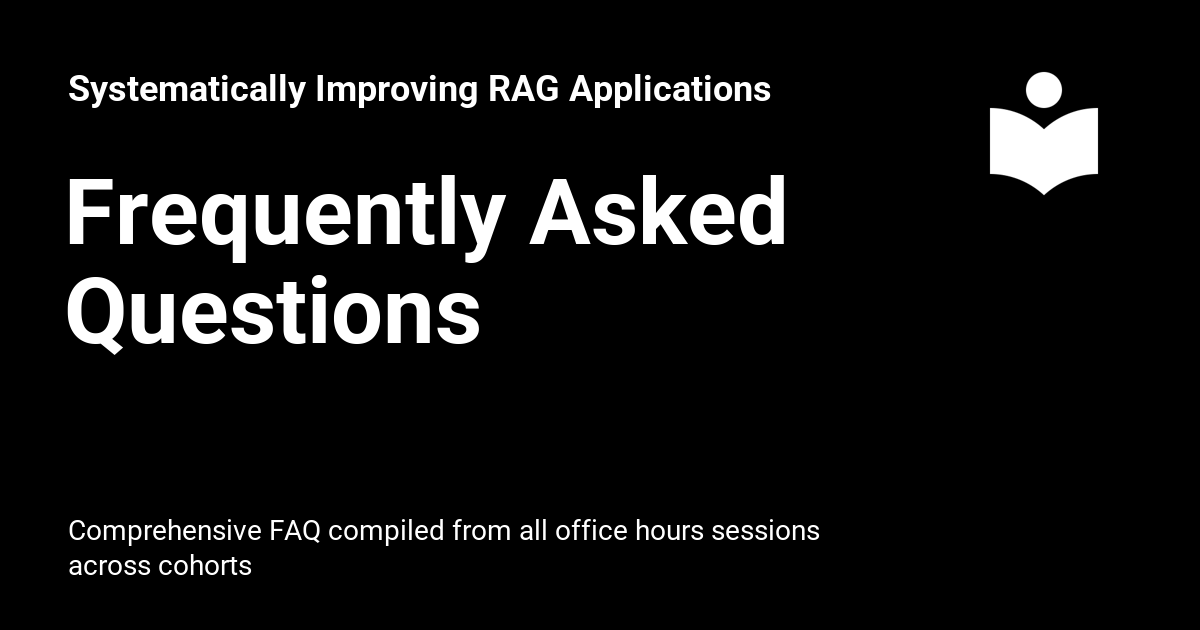 Systematically Improving RAG Applications
Frequently Asked
Questions
Comprehensive FAQ compiled from all office hours sessions
across cohorts